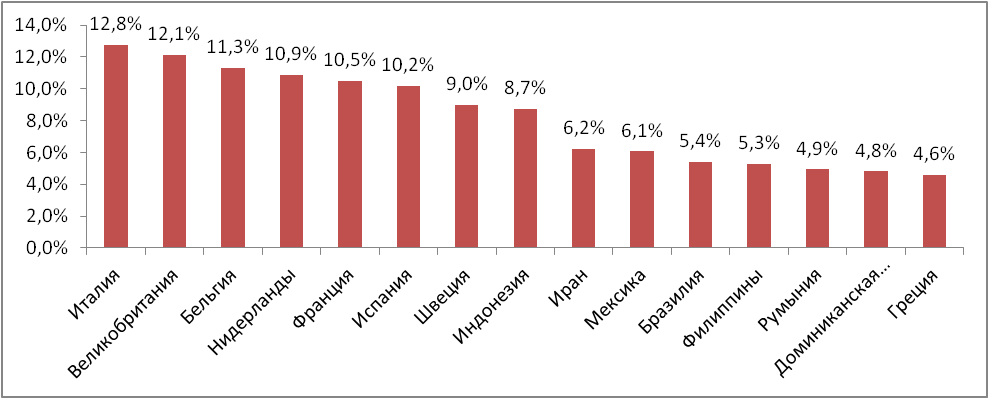 14,0%
12,0%
10,0%
8,0%
6,0%
4,0%
2,0%
0,0%
12,8%
12,1%
11,3%
10,9%
10,5%
10,2%
9,0%
8,7%
6,2%
6,1%
5,4%
5,3%
4,9%
4,8%
4,6%
Италия
Великобритания
Бельгия
Нидерланды
Франция
Испания
Швеция
Индонезия
Иран
Мексика
Бразилия
Филиппины
Румыния
Доминиканская...
Греция